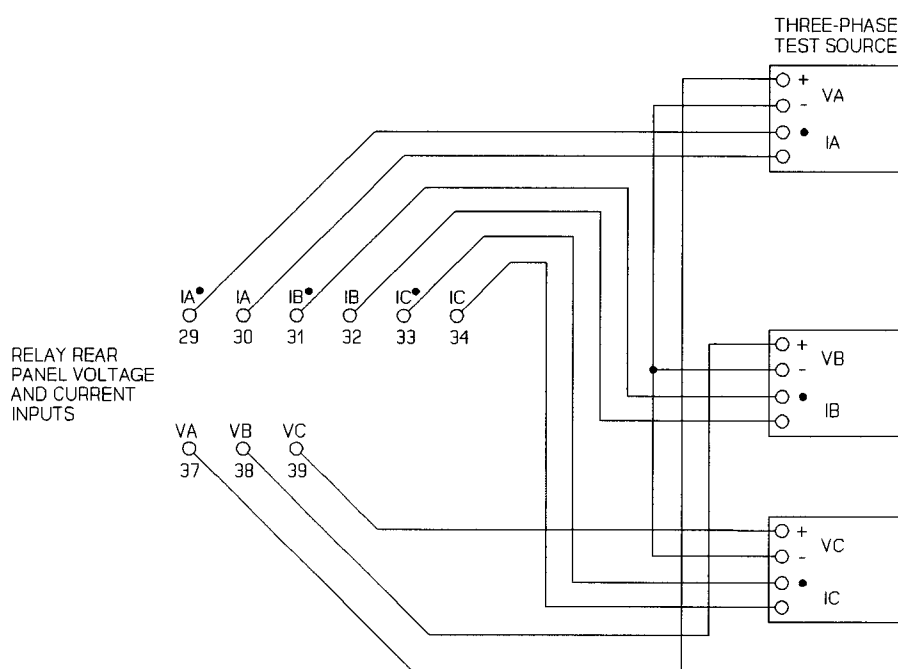 THREE-PHASE
TEST SOURCE
+ VA
-
• IA
IA• IA IB• IB IC• IC
29 30 31 32 33 34
RELAY REAR
PANEL VOLTAGE
AND CURRENT
INPUTS
+ VB
-
• IB
VA VB VC
37 38 39
+ VC
-
• IC